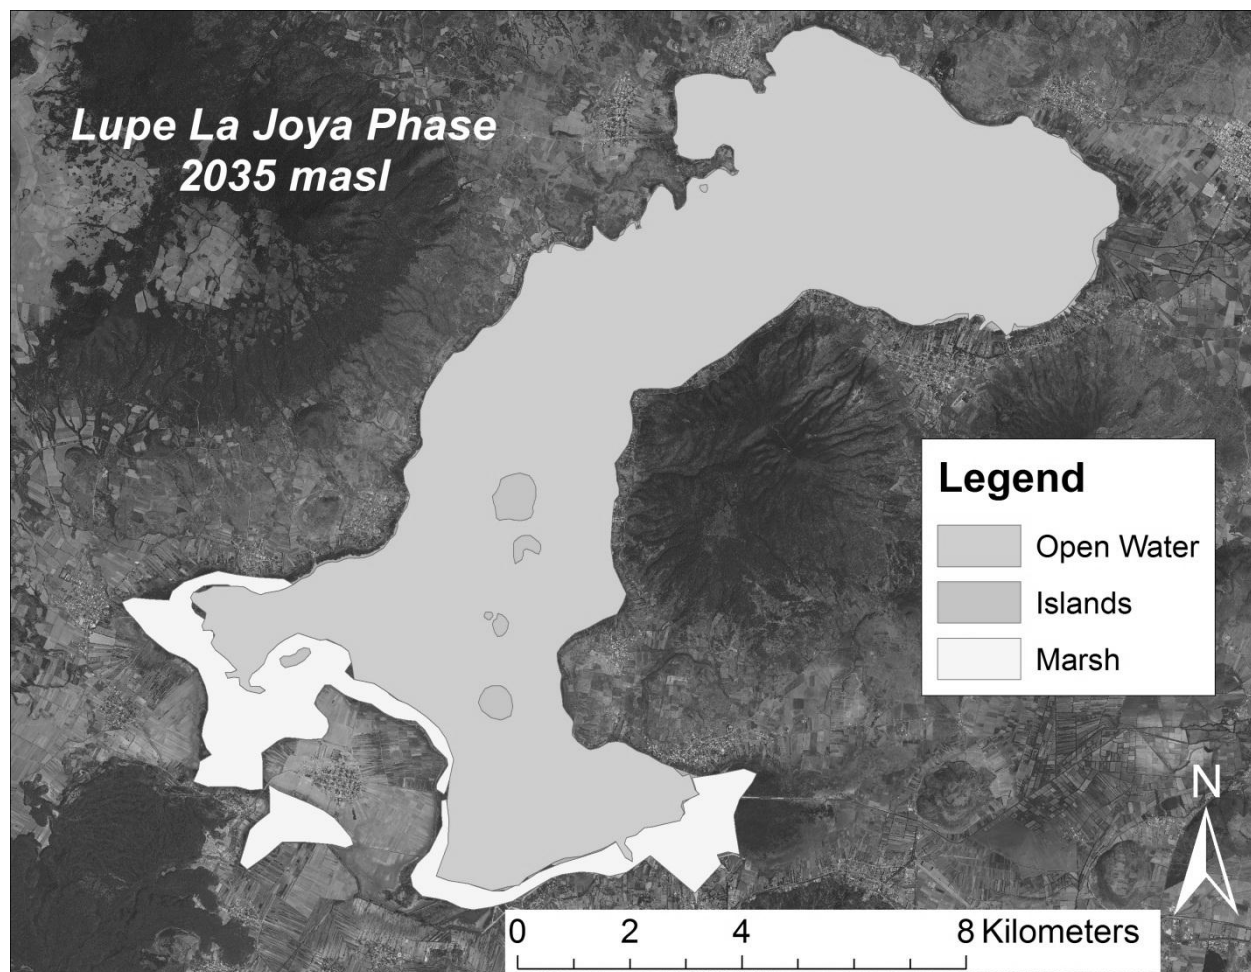 Lupe La Joya Phase
2035 masl
Legend
Open Water
Islands
Marsh
N
0 2 4 8 Kilometers